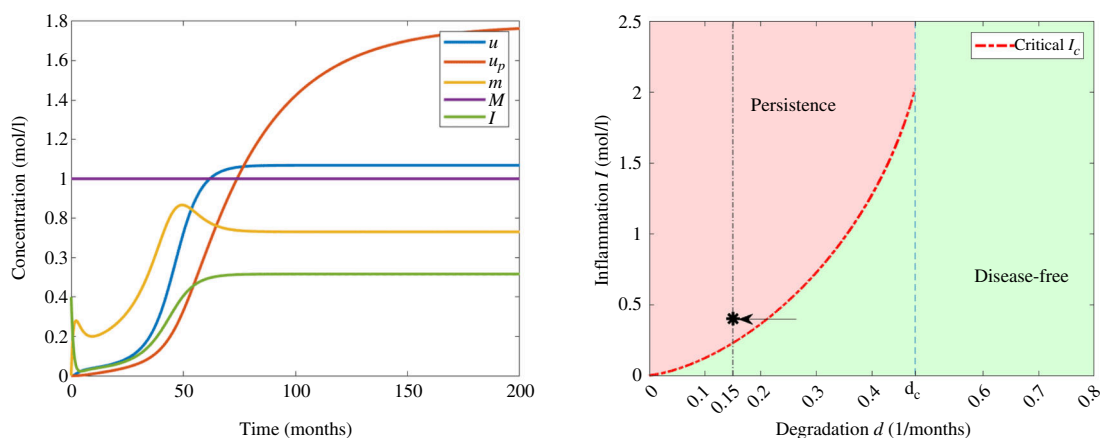 1.8
1.6
1.4
1.2
1
0.8
0.3
0.4
0.2
0
0
50
100
150
200
Concentration (mol/l)
Time (months)
u
u_p
m
M
I
2.5
2
1.5
1
0.5
0
0
0.1
0.15
0.2
0.3
0.4
d_c
0.6
0.7
0.8
Inflammation I (mol/l)
Degradation d (1/months)
Critical I_c
Persistence
Disease-free